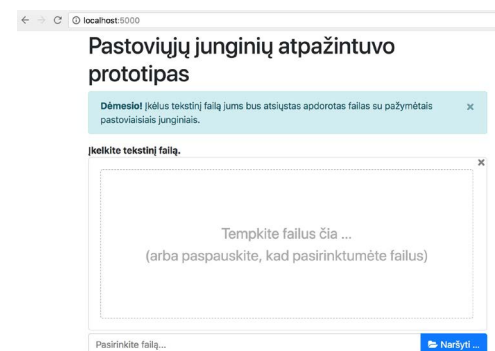 localhost:5000
Pastoviųjų junginių atpažintuvo
prototipas
Dėmesio! Įkėlus tekstinį failą jums bus atsiųstas apdorotas failas su pažymėtais
pastoviaisiais junginiais.
Įkelkite tekstinį failą.
Tempkite failus čia ...
(arba paspauskite, kad pasirinktumėte failus)
Pasirinkite failą...
Naršyti ...